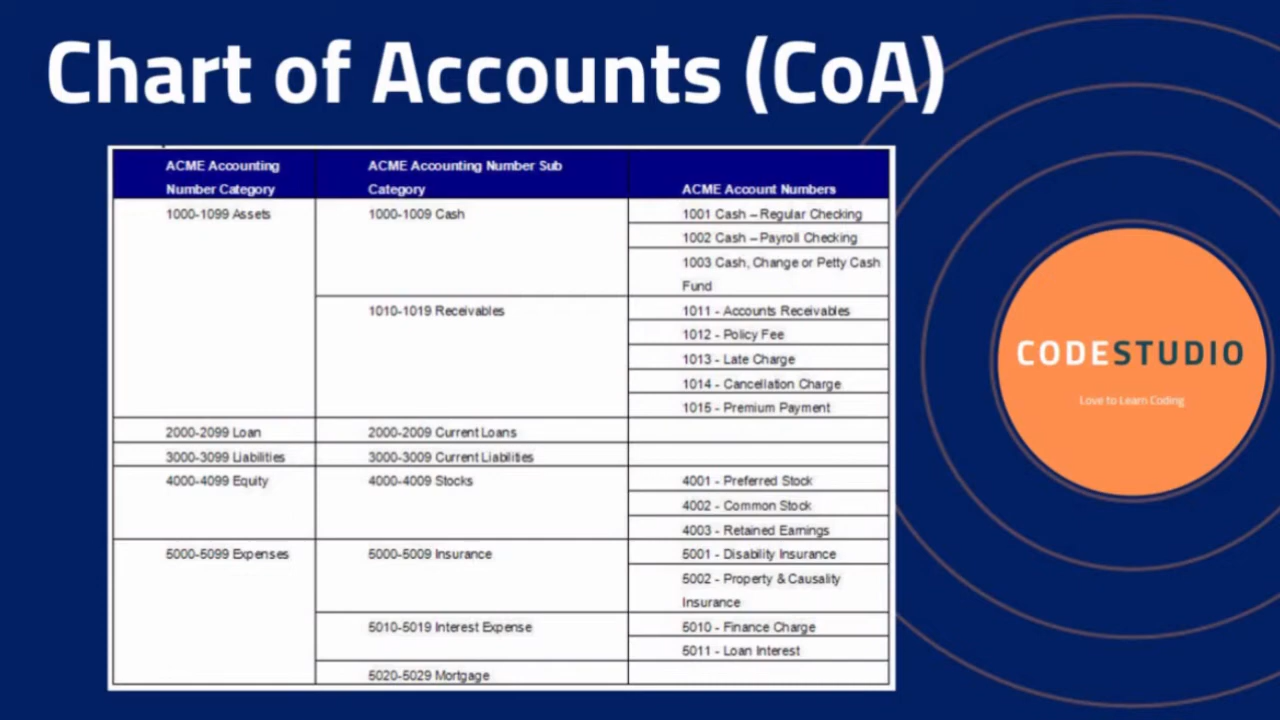 Chart of Accounts (CoA)
ACME Accounting
Number Category
ACME Accounting Number Sub
Category
ACME Account Numbers
1000-1099 Assets
1000-1009 Cash
1001 Cash – Regular Checking
1002 Cash – Payroll Checking
1003 Cash, Change or Petty Cash
Fund
1010-1019 Receivables
1011 - Accounts Receivables
1012 - Policy Fee
1013 - Late Charge
1014 - Cancellation Charge
1015 - Premium Payment
2000-2099 Loan
2000-2009 Current Loans
3000-3099 Liabilities
3000-3009 Current Liabilities
4000-4099 Equity
4000-4009 Stocks
4001 - Preferred Stock
4002 - Common Stock
4003 - Retained Earnings
5000-5099 Expenses
5000-5009 Insurance
5001 - Disability Insurance
5002 - Property & Causality
Insurance
5010-5019 Interest Expense
5010 - Finance Charge
5011 - Loan Interest
5020-5029 Mortgage
CODESTUDIO
Love to Learn Coding